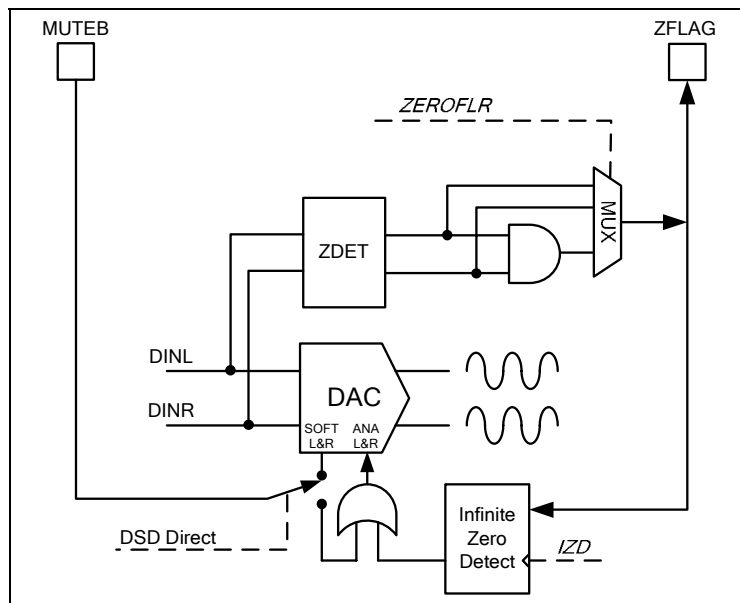 MUTEB
ZFLAG
ZEROFLR
MUX
ZDET
DINL
DAC
DINR
SOFT
L&R
ANA
L&R
DSD Direct
Infinite
Zero
Detect
IZD